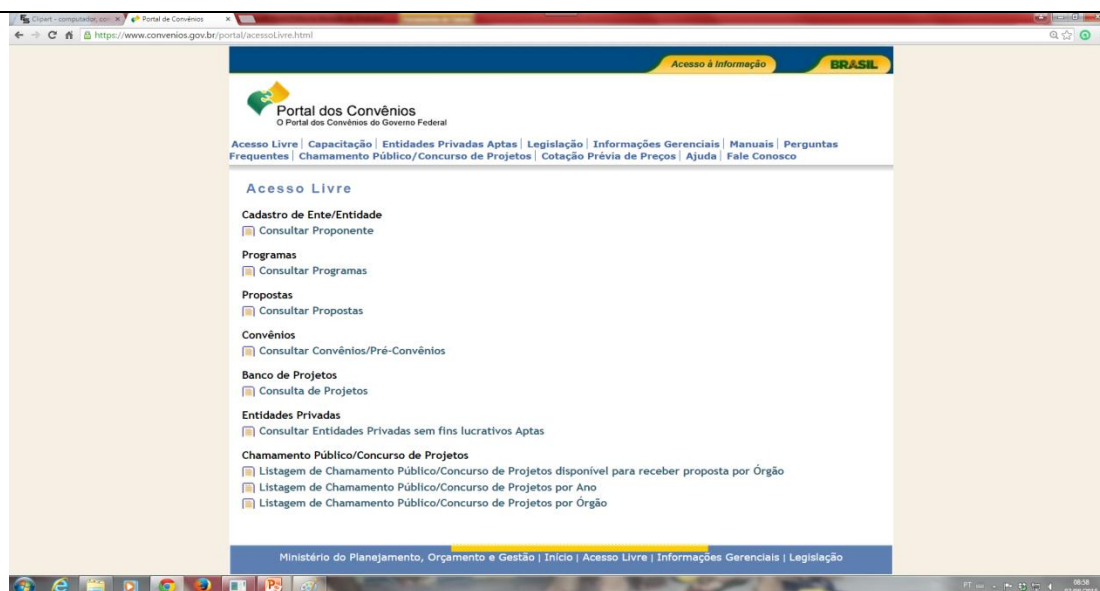 Clipart - computador, con
Portal de Convênios
https://www.convenios.gov.br/portal/acessoLivre.html
Acesso à Informação
BRASIL
Portal dos Convênios
O Portal dos Convênios do Governo Federal
Acesso Livre | Capacitação | Entidades Privadas Aptas | Legislação | Informações Gerenciais | Manuais | Perguntas
Frequentes | Chamamento Público/Concurso de Projetos | Cotação Prévia de Preços | Ajuda | Fale Conosco
Acesso Livre
Cadastro de Ente/Entidade
Consultar Proponente
Programas
Consultar Programas
Propostas
Consultar Propostas
Convênios
Consultar Convênios/Pré-Convênios
Banco de Projetos
Consulta de Projetos
Entidades Privadas
Consultar Entidades Privadas sem fins lucrativos Aptas
Chamamento Público/Concurso de Projetos
Listagem de Chamamento Público/Concurso de Projetos disponível para receber proposta por Órgão
Listagem de Chamamento Público/Concurso de Projetos por Ano
Listagem de Chamamento Público/Concurso de Projetos por Órgão
Ministério do Planejamento, Orçamento e Gestão | Início | Acesso Livre | Informações Gerenciais | Legislação
PT
08:58